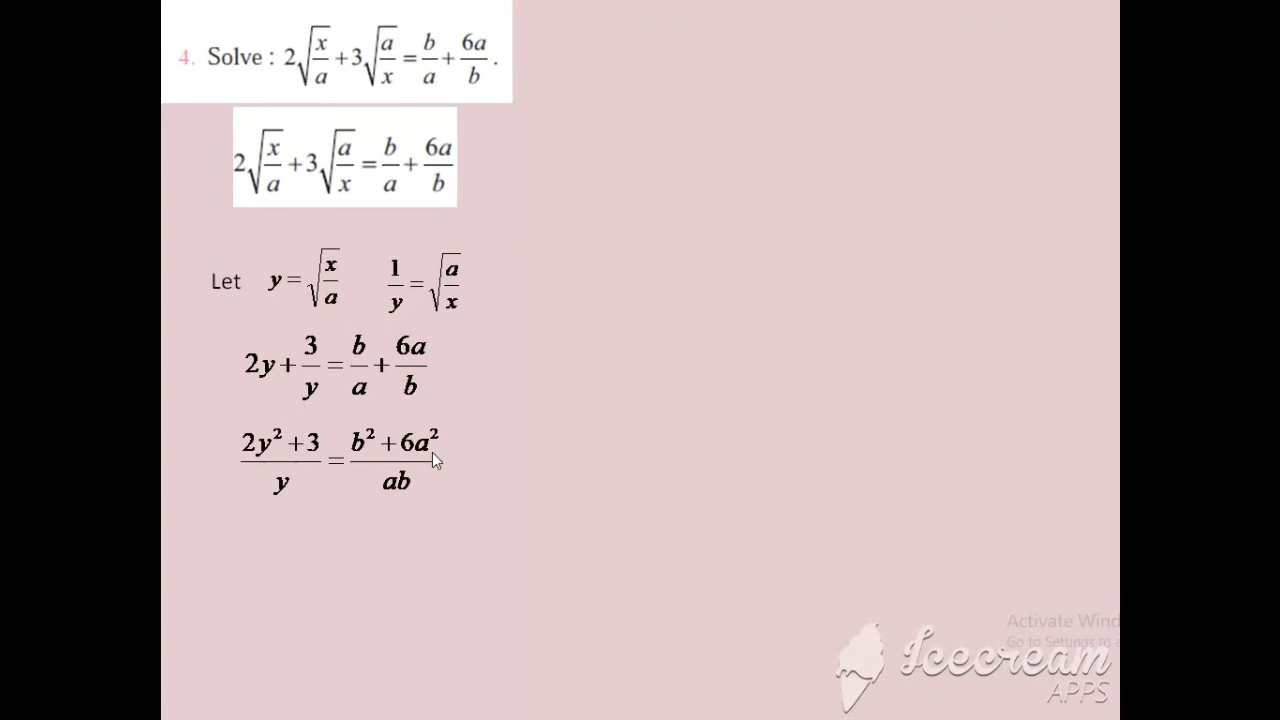 4. Solve : 2√(x/a) + 3√(a/x) = b/a + 6a/b .
2√(x/a) + 3√(a/x) = b/a + 6a/b
Let y = √(x/a) 1/y = √(a/x)
2y + 3/y = b/a + 6a/b
(2y² + 3)/y = (b² + 6a²)/ab
Activate Wind
Go to Settings to a
Icecream
APPS